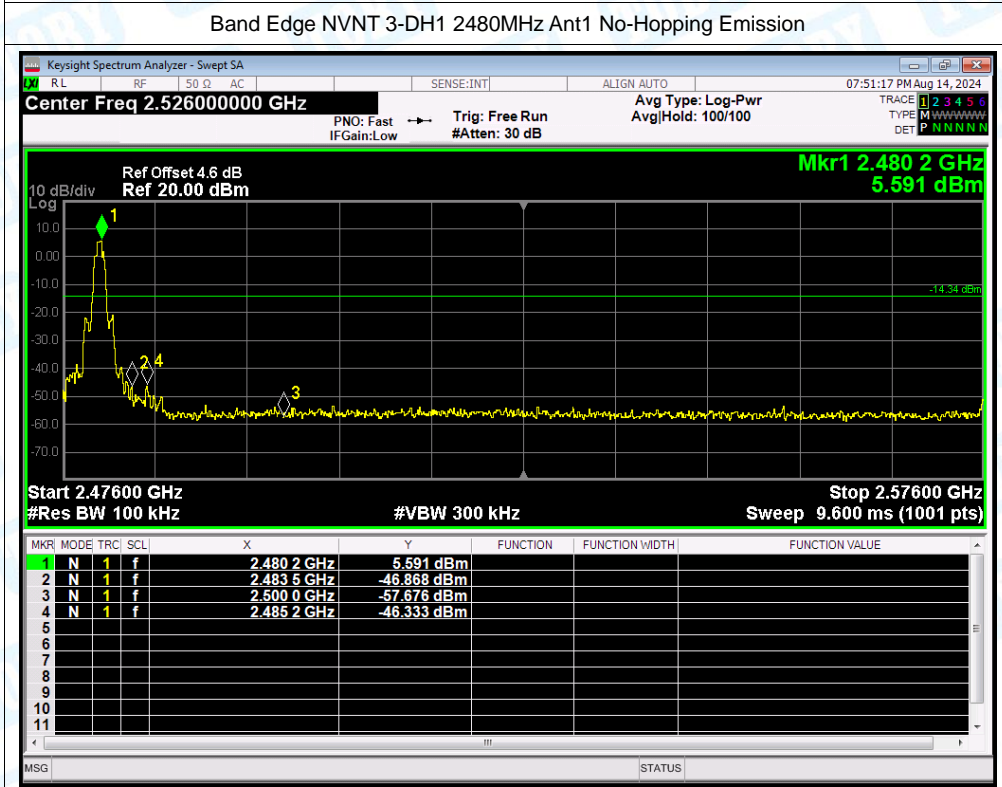 Band Edge NVNT 3-DH1 2480MHz Ant1 No-Hopping Emission
Keysight Spectrum Analyzer - Swept SA
LXI RL RF 50 Ω AC SENSE:INT ALIGN AUTO 07:51:17 PM Aug 14, 2024
Center Freq 2.526000000 GHz
PNO: Fast Trig: Free Run Avg Type: Log-Pwr TRACE 1 2 3 4 5 6
IFGain:Low #Atten: 30 dB Avg|Hold: 100/100 TYPE M WWWWW
DET P N N N N N
Mkr1 2.480 2 GHz
5.591 dBm
Ref Offset 4.6 dB
10 dB/div Ref 20.00 dBm
Log
1
10.0
0.00
-10.0
-14.34 dBm
-20.0
-30.0
2 4
-40.0
3
-50.0
-60.0
-70.0
Start 2.47600 GHz Stop 2.57600 GHz
#Res BW 100 kHz #VBW 300 kHz Sweep 9.600 ms (1001 pts)
MKR MODE TRC SCL X Y FUNCTION FUNCTION WIDTH FUNCTION VALUE
1 N 1 f 2.480 2 GHz 5.591 dBm
2 N 1 f 2.483 5 GHz -46.868 dBm
3 N 1 f 2.500 0 GHz -57.676 dBm
4 N 1 f 2.485 2 GHz -46.333 dBm
5
6
7
8
9
10
11
MSG STATUS